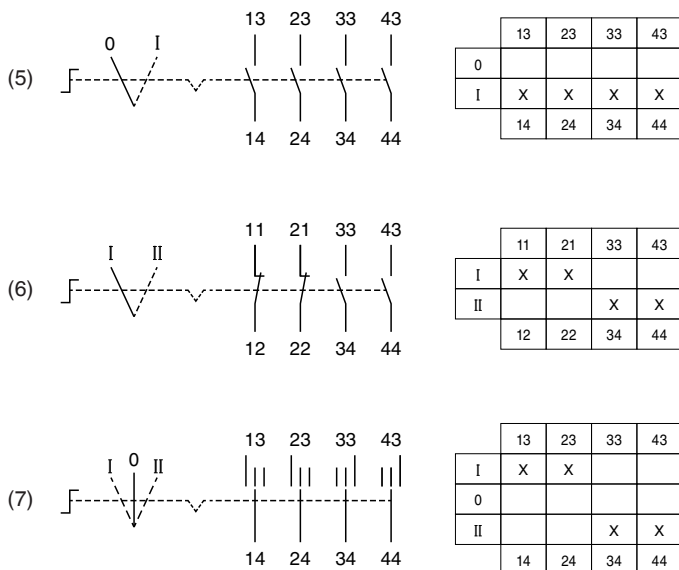 13 23 33 43
0 I
(5)
14 24 34 44
13 23 33 43
0
I X X X X
14 24 34 44
11 21 33 43
I II
(6)
12 22 34 44
11 21 33 43
I X X
II X X
12 22 34 44
13 23 33 43
I 0 II
(7)
14 24 34 44
13 23 33 43
I X X
0
II X X
14 24 34 44